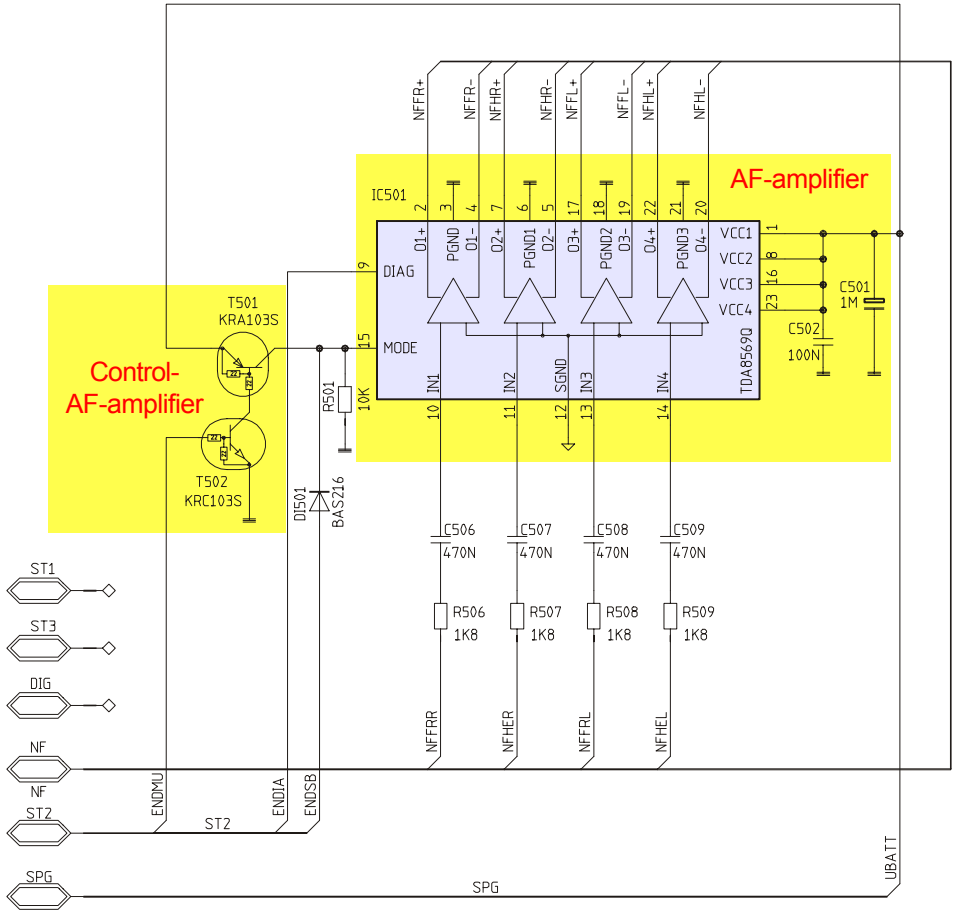 NFFR+
NFFR-
NFHR+
NFHR-
NFFL+
NFFL-
NFHL+
NFHL-
AF-amplifier
IC501
2
3
4
7
6
5
17
18
19
22
21
20
O1+
PGND
O1-
O2+
PGND1
O2-
O3+
PGND2
O3-
O4+
PGND3
O4-
VCC1
1
VCC2
8
VCC3
16
VCC4
23
9
DIAG
C501
1M
C502
100N
TDA8569Q
T501
KRA103S
22
22
15
MODE
Control-
AF-amplifier
R501
10K
IN1
IN2
SGND
IN3
IN4
10
11
12
13
14
22
22
T502
KRC103S
DI501
BAS216
C506
470N
C507
470N
C508
470N
C509
470N
ST1
R506
1K8
R507
1K8
R508
1K8
R509
1K8
ST3
DIG
NFFRR
NFHER
NFFRL
NFHEL
NF
NF
ENDMU
ENDIA
ENDSB
ST2
ST2
UBATT
SPG
SPG